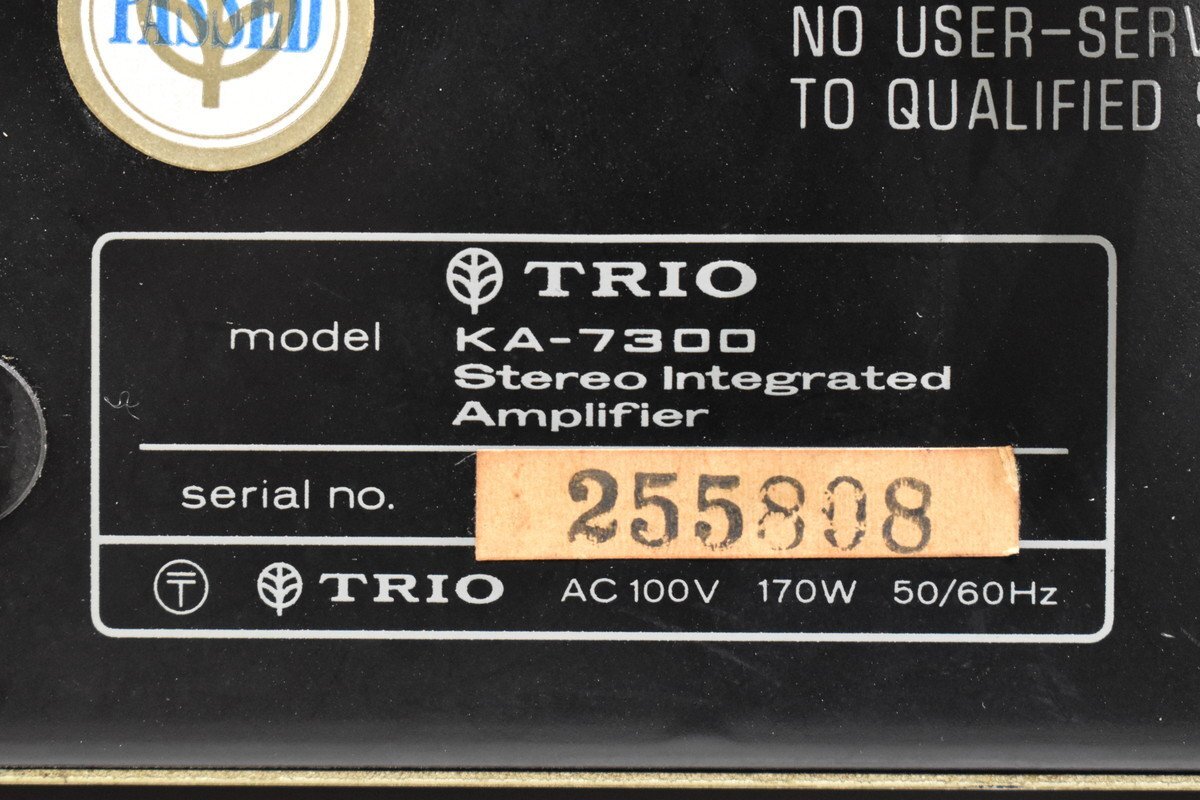 PASSED
NO USER-SERV
TO QUALIFIED
TRIO
model KA-7300
Stereo Integrated
Amplifier
serial no. 255808
〒 TRIO AC 100V 170W 50/60Hz